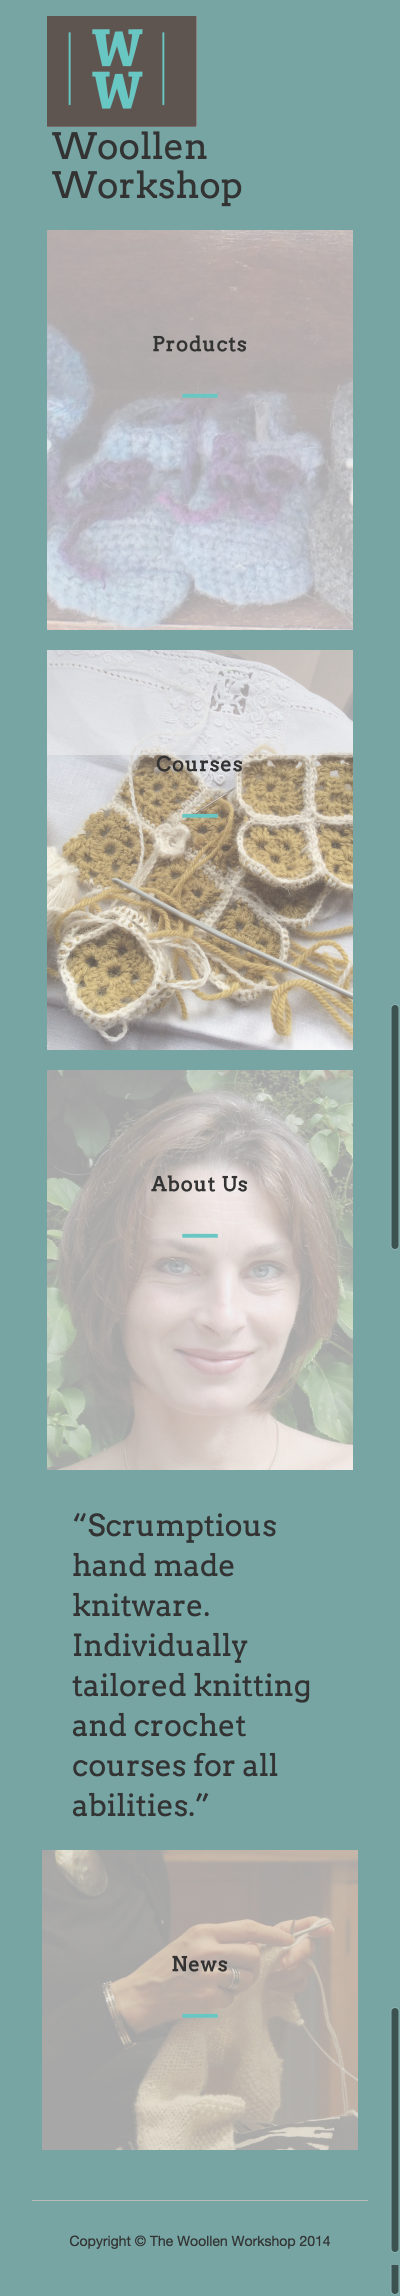 W
W
Woollen
Workshop
Products
Courses
About Us
“Scrumptious
hand made
knitware.
Individually
tailored knitting
and crochet
courses for all
abilities.”
News
Copyright © The Woollen Workshop 2014